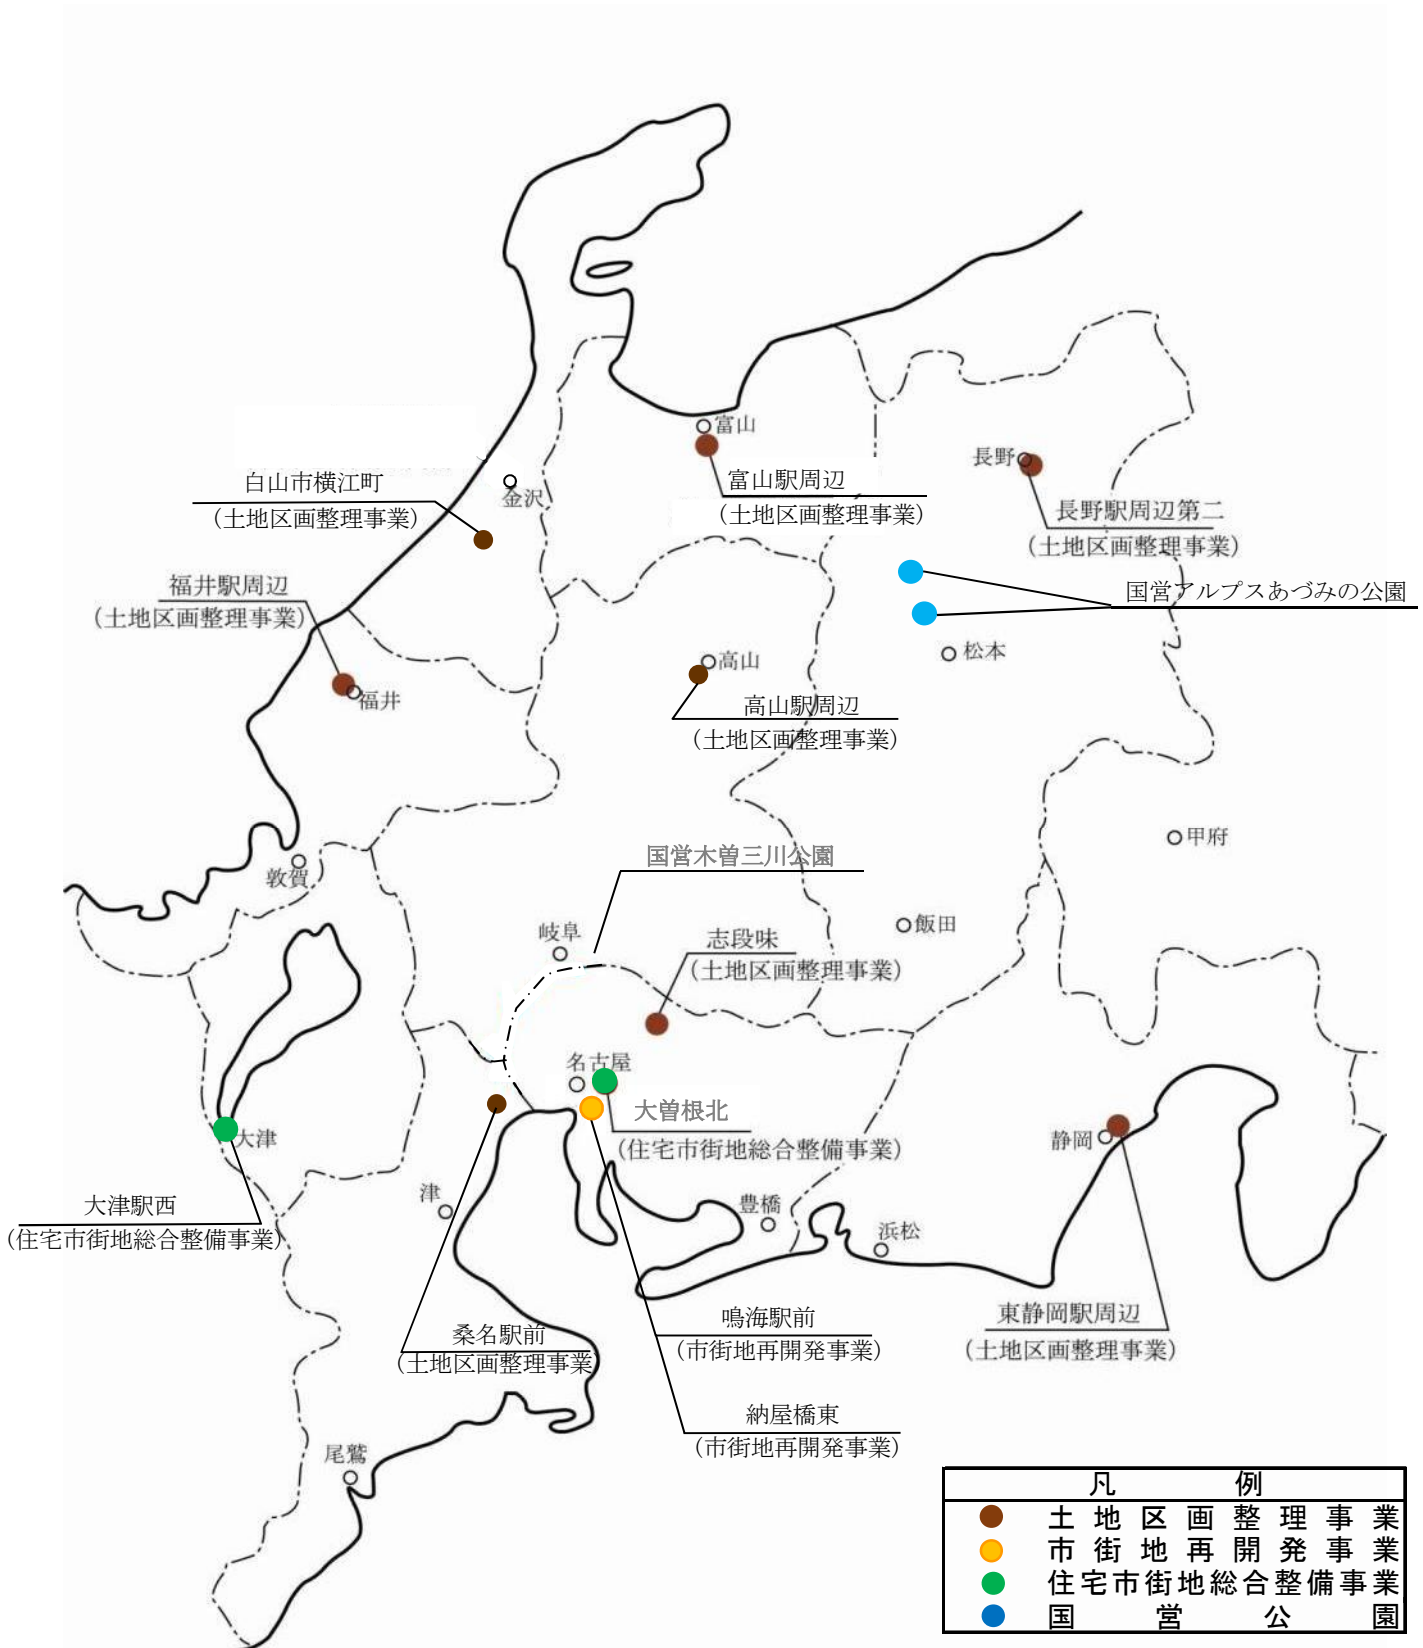 富山
長野
白山市横江町
(土地区画整理事業)
金沢
富山駅周辺
(土地区画整理事業)
長野駅周辺第二
(土地区画整理事業)
福井駅周辺
(土地区画整理事業)
国営アルプスあづみの公園
松本
高山
福井
高山駅周辺
(土地区画整理事業)
甲府
国営木曽三川公園
敦賀
飯田
岐阜
志段味
(土地区画整理事業)
名古屋
大曽根北
(住宅市街地総合整備事業)
大津
静岡
津
大津駅西
(住宅市街地総合整備事業)
豊橋
浜松
鳴海駅前
(市街地再開発事業)
桑名駅前
(土地区画整理事業)
東静岡駅周辺
(土地区画整理事業)
納屋橋東
(市街地再開発事業)
尾鷲
凡例
土地区画整理事業
市街地再開発事業
住宅市街地総合整備事業
国営公園